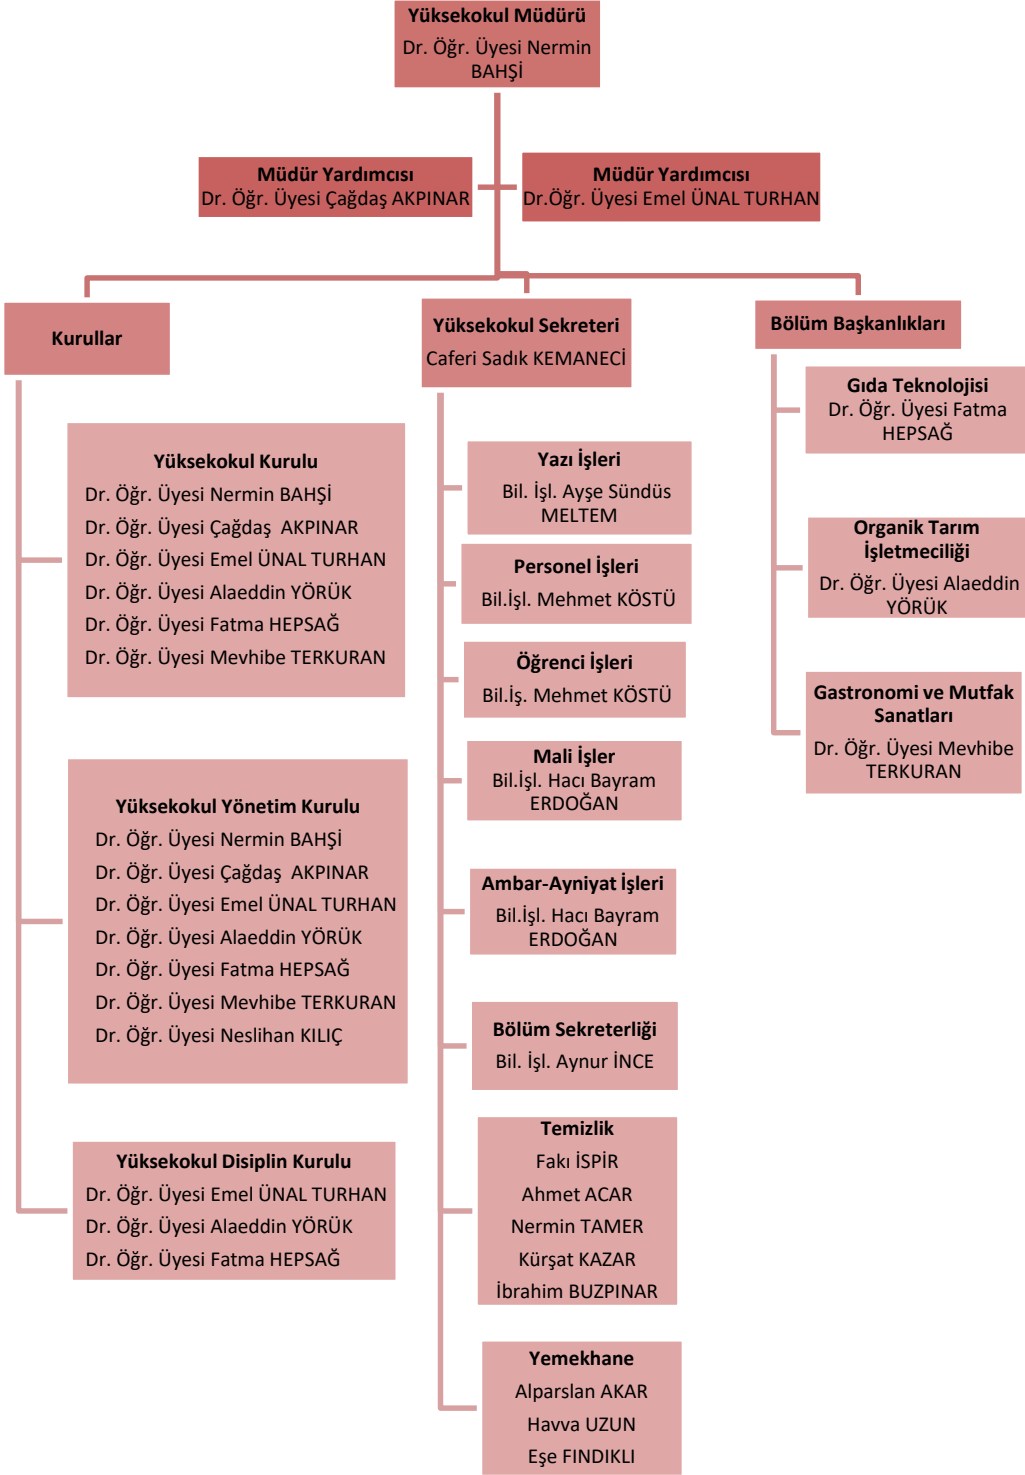 Yüksekokul Müdürü
Dr. Öğr. Üyesi Nermin
BAHŞİ
Müdür Yardımcısı
Dr. Öğr. Üyesi Çağdaş AKPINAR
Müdür Yardımcısı
Dr.Öğr. Üyesi Emel ÜNAL TURHAN
Kurullar
Yüksekokul Kurulu
Dr. Öğr. Üyesi Nermin BAHŞİ
Dr. Öğr. Üyesi Çağdaş  AKPINAR
Dr. Öğr. Üyesi Emel ÜNAL TURHAN
Dr. Öğr. Üyesi Alaeddin YÖRÜK
Dr. Öğr. Üyesi Fatma HEPSAĞ
Dr. Öğr. Üyesi Mevhibe TERKURAN
Yüksekokul Yönetim Kurulu
Dr. Öğr. Üyesi Nermin BAHŞİ
Dr. Öğr. Üyesi Çağdaş  AKPINAR
Dr. Öğr. Üyesi Emel ÜNAL TURHAN
Dr. Öğr. Üyesi Alaeddin YÖRÜK
Dr. Öğr. Üyesi Fatma HEPSAĞ
Dr. Öğr. Üyesi Mevhibe TERKURAN
Dr. Öğr. Üyesi Neslihan KILIÇ
Yüksekokul Disiplin Kurulu
Dr. Öğr. Üyesi Emel ÜNAL TURHAN
Dr. Öğr. Üyesi Alaeddin YÖRÜK
Dr. Öğr. Üyesi Fatma HEPSAĞ
Yüksekokul Sekreteri
Caferi Sadık KEMANECİ
Yazı İşleri
Bil. İşl. Ayşe Sündüs
MELTEM
Personel İşleri
Bil.İşl. Mehmet KÖSTÜ
Öğrenci İşleri
Bil.İş. Mehmet KÖSTÜ
Mali İşler
Bil.İşl. Hacı Bayram
ERDOĞAN
Ambar-Ayniyat İşleri
Bil.İşl. Hacı Bayram
ERDOĞAN
Bölüm Sekreterliği
Bil. İşl. Aynur İNCE
Temizlik
Fakı İSPİR
Ahmet ACAR
Nermin TAMER
Kürşat KAZAR
İbrahim BUZPINAR
Yemekhane
Alparslan AKAR
Havva UZUN
Eşe FINDIKLI
Bölüm Başkanlıkları
Gıda Teknolojisi
Dr. Öğr. Üyesi Fatma
HEPSAĞ
Organik Tarım
İşletmeciliği
Dr. Öğr. Üyesi Alaeddin
YÖRÜK
Gastronomi ve Mutfak
Sanatları
Dr. Öğr. Üyesi Mevhibe
TERKURAN